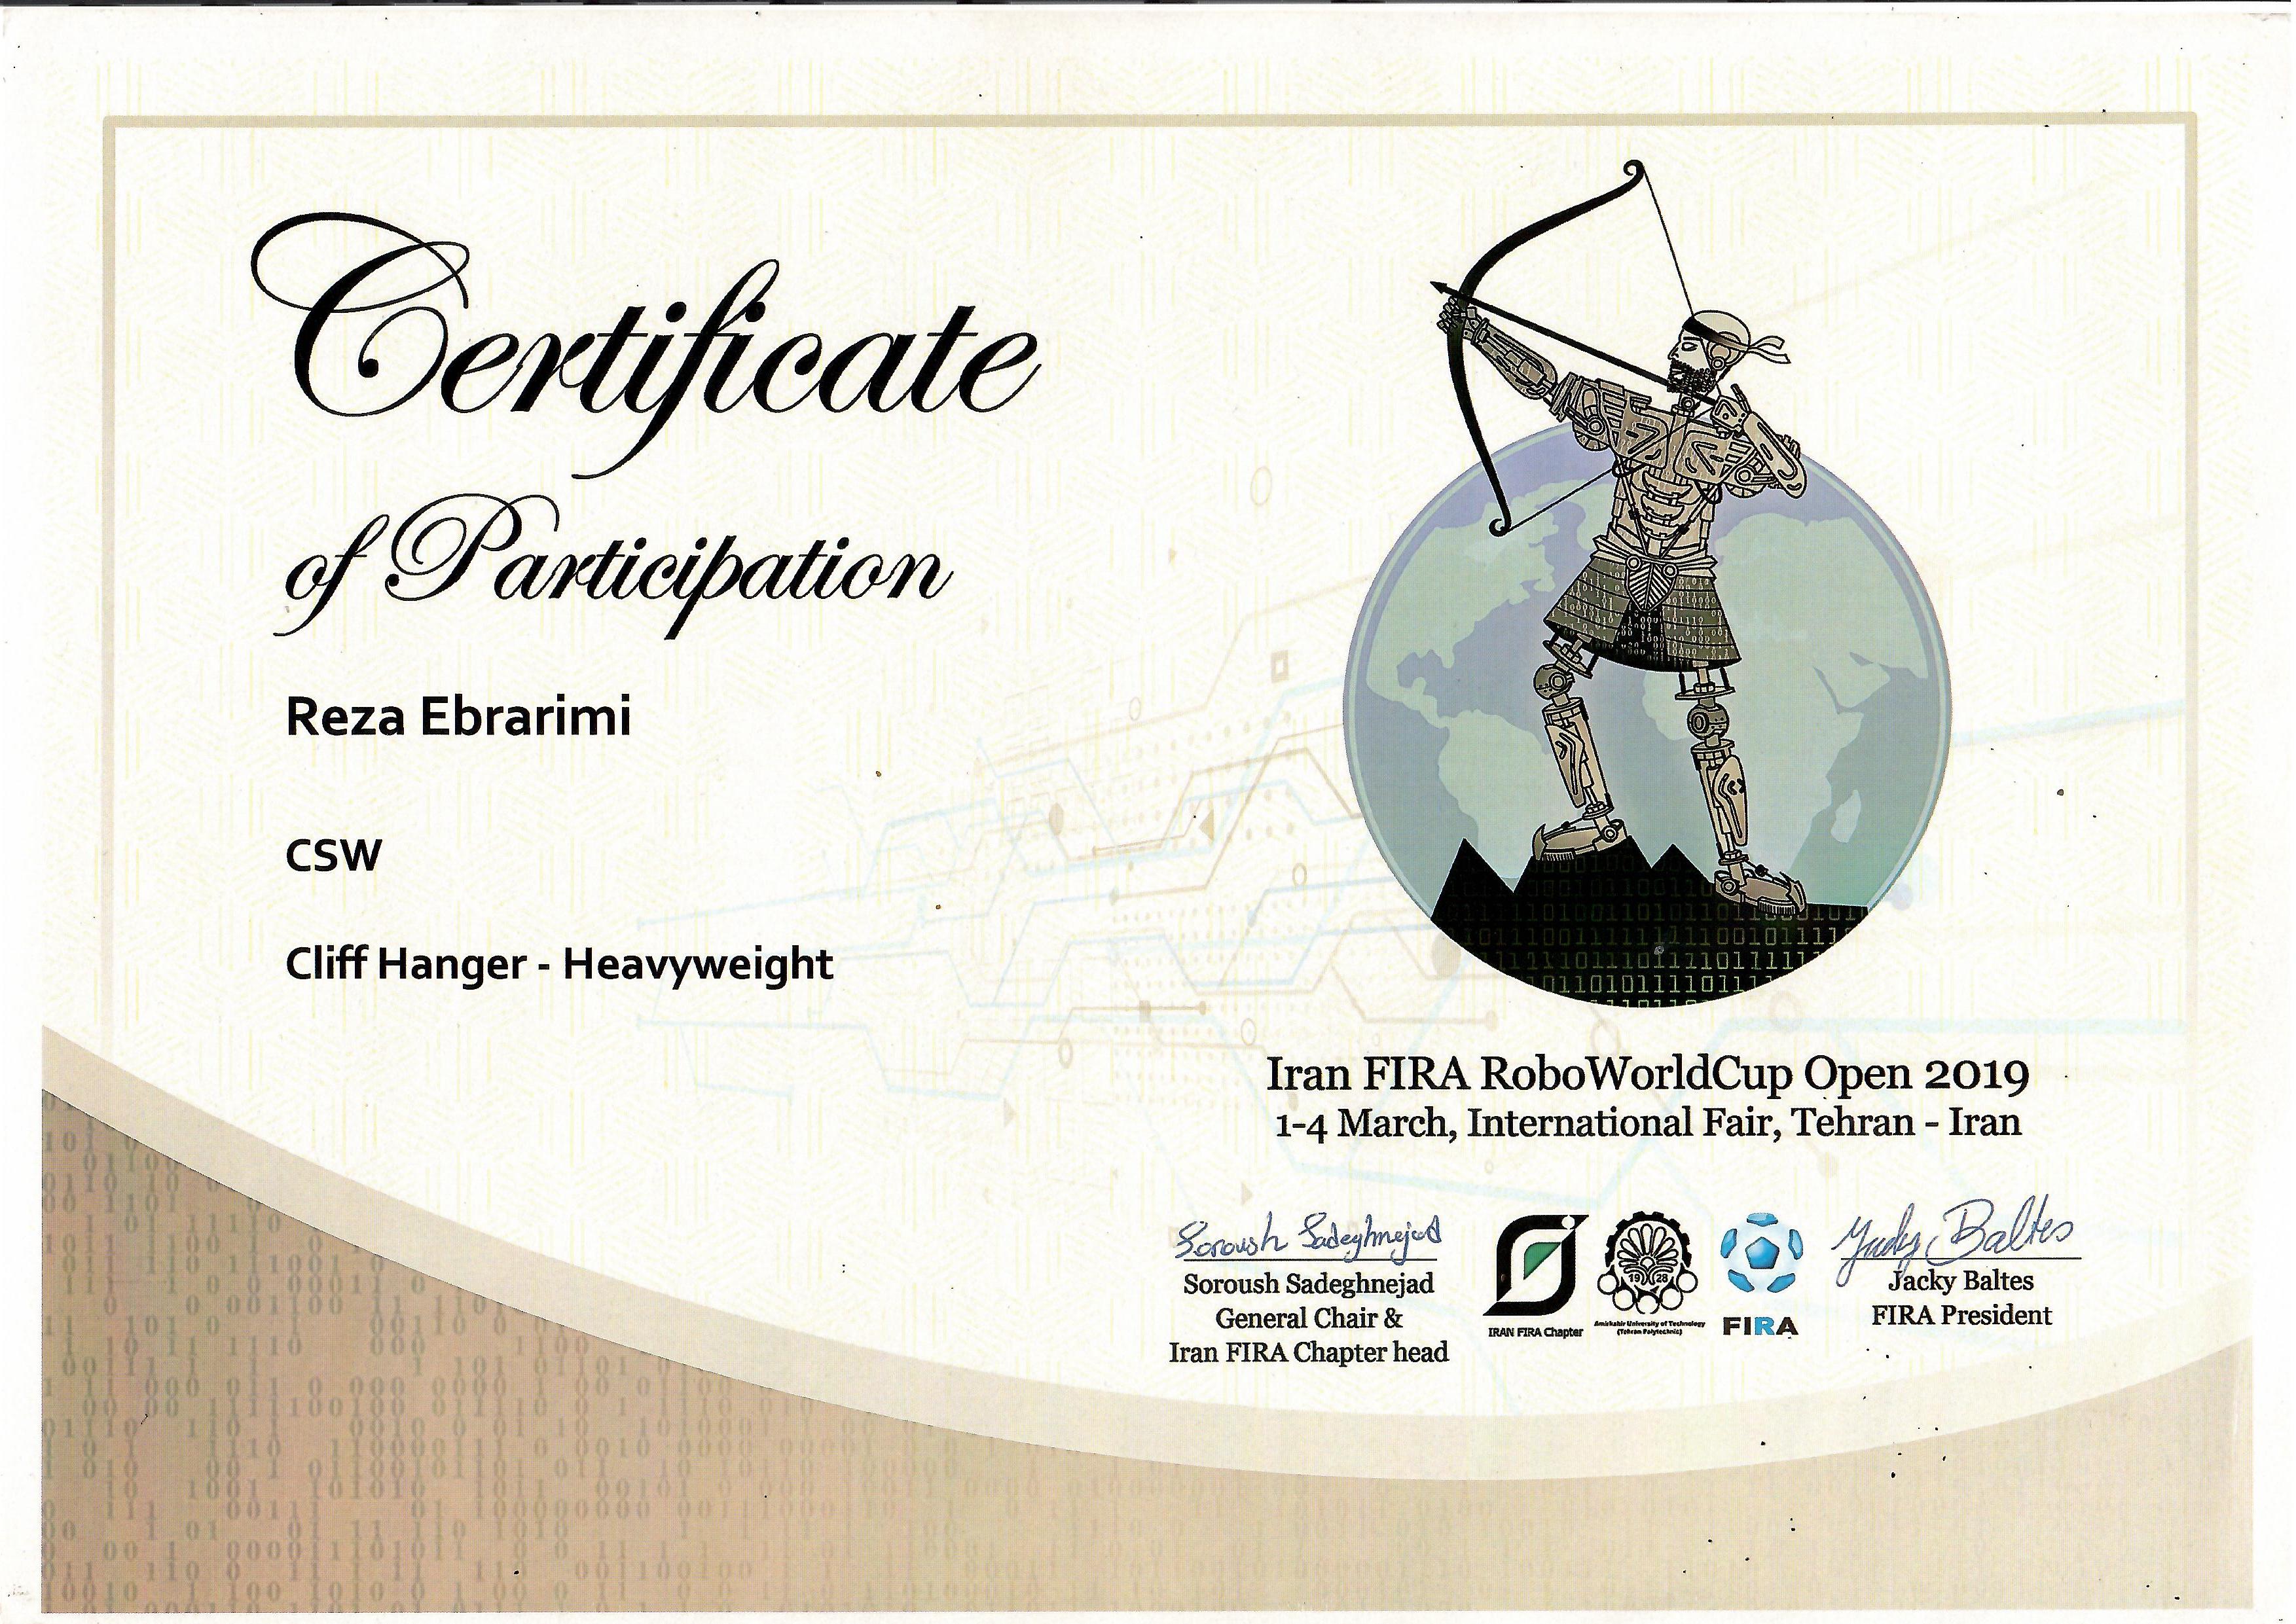 Certificate
of Participation
Reza Ebrarimi
CSW
Cliff Hanger - Heavyweight
Iran FIRA RoboWorldCup Open 2019
1-4 March, International Fair, Tehran - Iran
Soroush Sadeghnejad
Soroush Sadeghnejad
General Chair &
Iran FIRA Chapter head
IRAN FIRA Chapter
1928
Amirkabir University of Technology
(Tehran Polytechnic)
FIRA
Jacky Baltes
Jacky Baltes
FIRA President